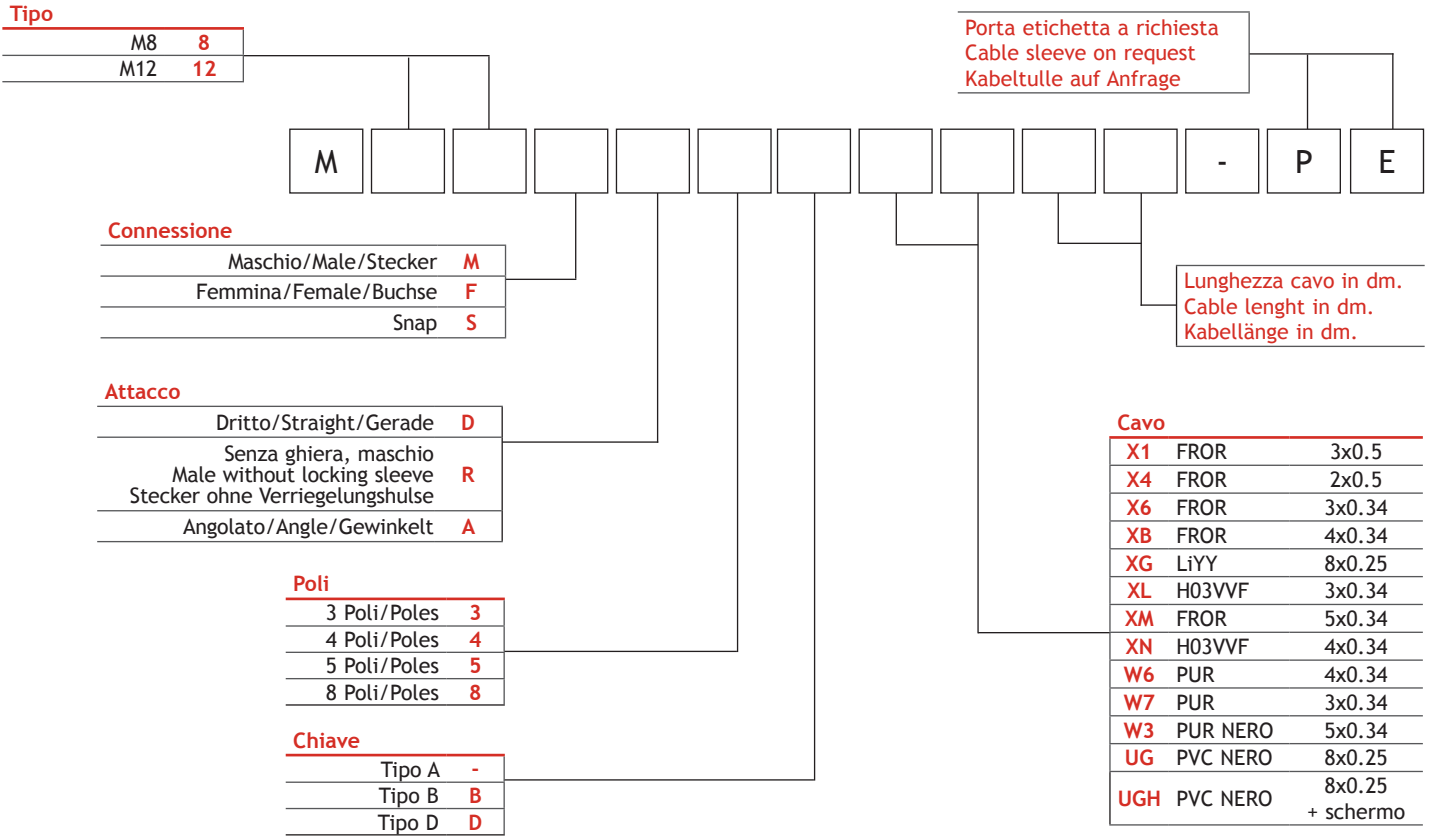 Tipo
M8 8
M12 12
Porta etichetta a richiesta
Cable sleeve on request
Kabeltulle auf Anfrage
M - P E
Connessione
Maschio/Male/Stecker M
Femmina/Female/Buchse F
Snap S
Lunghezza cavo in dm.
Cable lenght in dm.
Kabellänge in dm.
Attacco
Dritto/Straight/Gerade D
Senza ghiera, maschio
Male without locking sleeve R
Stecker ohne Verriegelungshulse
Angolato/Angle/Gewinkelt A
Poli
3 Poli/Poles 3
4 Poli/Poles 4
5 Poli/Poles 5
8 Poli/Poles 8
Chiave
Tipo A -
Tipo B B
Tipo D D
Cavo
X1 FROR 3x0.5
X4 FROR 2x0.5
X6 FROR 3x0.34
XB FROR 4x0.34
XG LiYY 8x0.25
XL H03VVF 3x0.34
XM FROR 5x0.34
XN H03VVF 4x0.34
W6 PUR 4x0.34
W7 PUR 3x0.34
W3 PUR NERO 5x0.34
UG PVC NERO 8x0.25
UGH PVC NERO 8x0.25
+ schermo